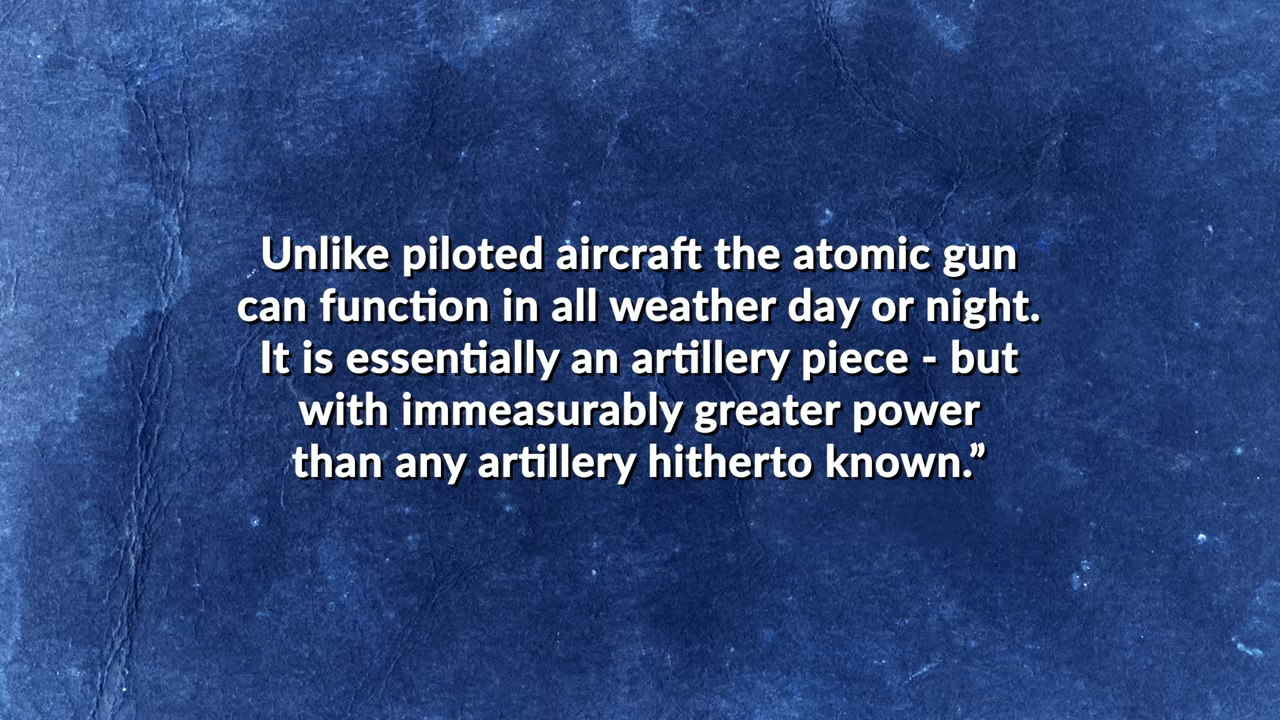 Unlike piloted aircraft the atomic gun
can function in all weather day or night.
It is essentially an artillery piece - but
with immeasurably greater power
than any artillery hitherto known.”